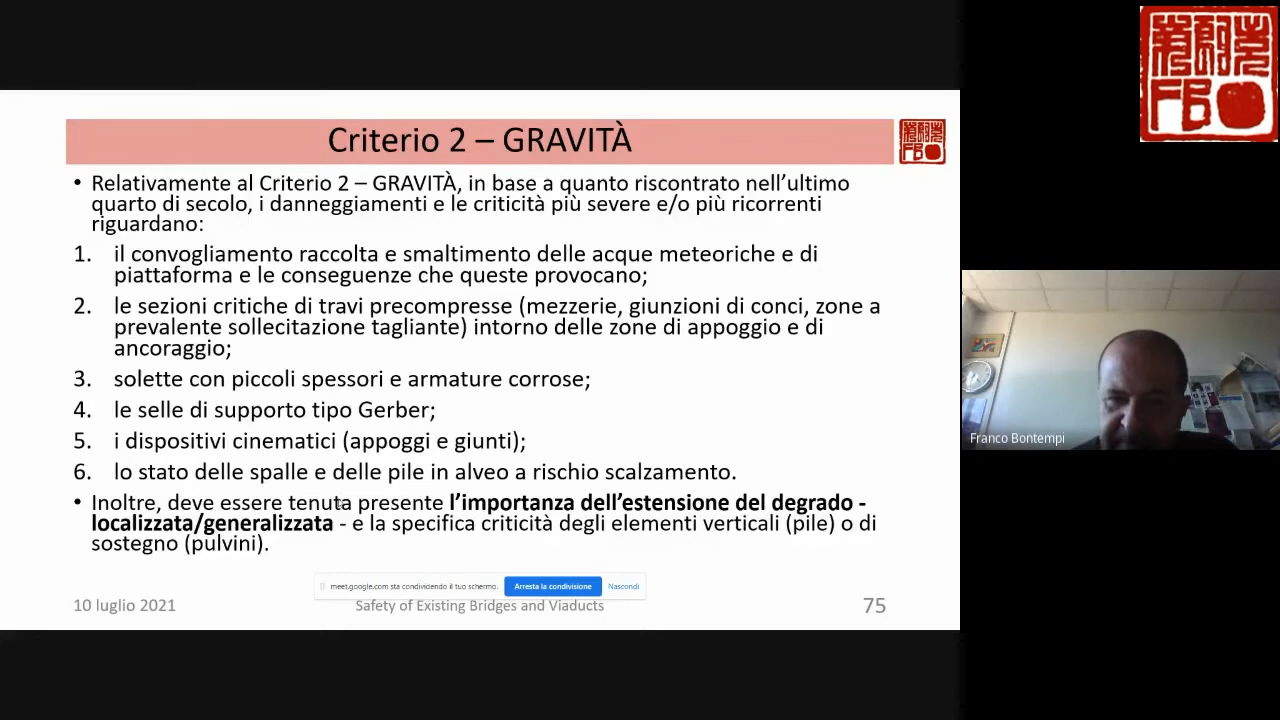 Criterio 2 – GRAVITÀ
• Relativamente al Criterio 2 – GRAVITÀ, in base a quanto riscontrato nell’ultimo
quarto di secolo, i danneggiamenti e le criticità più severe e/o più ricorrenti
riguardano:
1. il convogliamento raccolta e smaltimento delle acque meteoriche e di
piattaforma e le conseguenze che queste provocano;
2. le sezioni critiche di travi precompresse (mezzerie, giunzioni di conci, zone a
prevalente sollecitazione tagliante) intorno delle zone di appoggio e di
ancoraggio;
3. solette con piccoli spessori e armature corrose;
4. le selle di supporto tipo Gerber;
5. i dispositivi cinematici (appoggi e giunti);
6. lo stato delle spalle e delle pile in alveo a rischio scalzamento.
• Inoltre, deve essere tenuta presente l’importanza dell’estensione del degrado -
localizzata/generalizzata - e la specifica criticità degli elementi verticali (pile) o di
sostegno (pulvini).
meet.google.com sta condividendo il tuo schermo. Arresta la condivisione Nascondi
10 luglio 2021 Safety of Existing Bridges and Viaducts 75
Franco Bontempi
FB